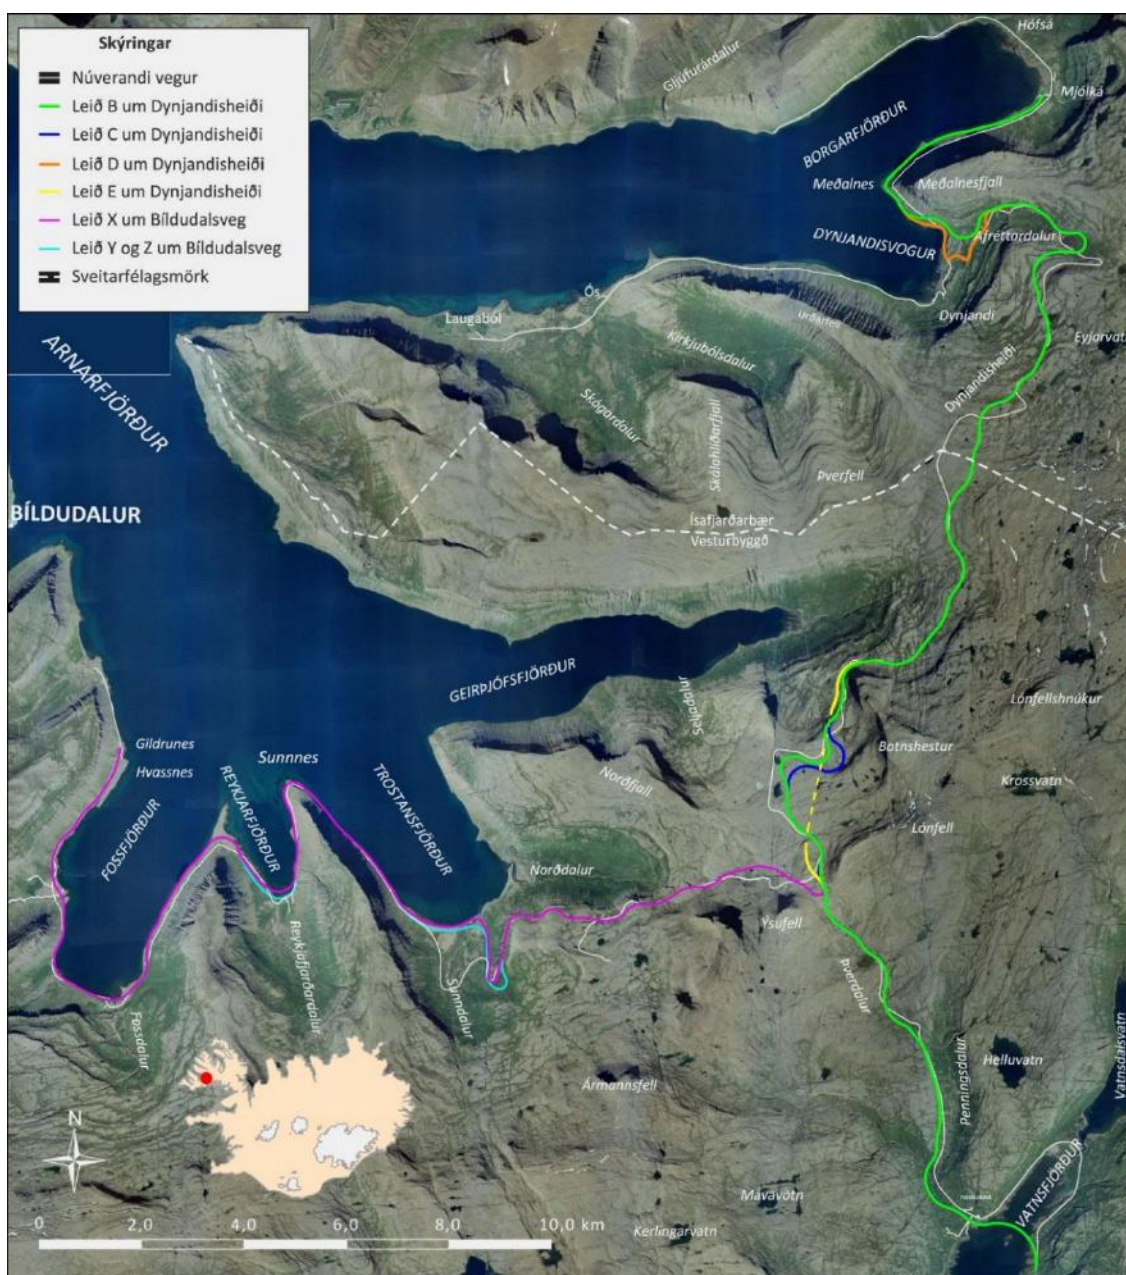 Skýringar
Núverandi vegur
Leið B um Dynjandisheiði
Leið C um Dynjandisheiði
Leið D um Dynjandisheiði
Leið E um Dynjandisheiði
Leið X um Bíldudalsveg
Leið Y og Z um Bíldudalsveg
Sveitarfélagsmörk
Hófsá
Gljúfurárdalur
Mjólká
BORGARFJÖRÐUR
Meðalnes
Meðalnesfjall
DYNJANDISVOGUR
Afréttardalur
Ós
Laugaból
Urðarfell
Dynjandi
Eyjarvatn
Kirkjubólsdalur
ARNARFJÖRÐUR
Dynjandisheiði
Skógardalur
Skálahlíðarfjall
Þverfell
BÍLDUDALUR
Ísafjarðarbær
Vesturbyggð
GEIRÞJÓFSFJÖRÐUR
Seljadalur
Lónfellshnúkur
Gildrunes
Sunnnes
Botnshestur
Hvassnes
REYKJARFJÖRÐUR
TROSTANSFJÖRÐUR
Norðfjall
Krossvatn
Lónfell
FOSSFJÖRÐUR
Norðdalur
Ýsufell
Reykjafjarðardalur
Sunndalur
Þverdalur
Fossdalur
Helluvatn
Vatnsdalsvatn
Penningsdalur
Ármannsfell
N
Mávavötn
VATNSFJÖRÐUR
Kerlingarvatn
0 2,0 4,0 6,0 8,0 10,0 km